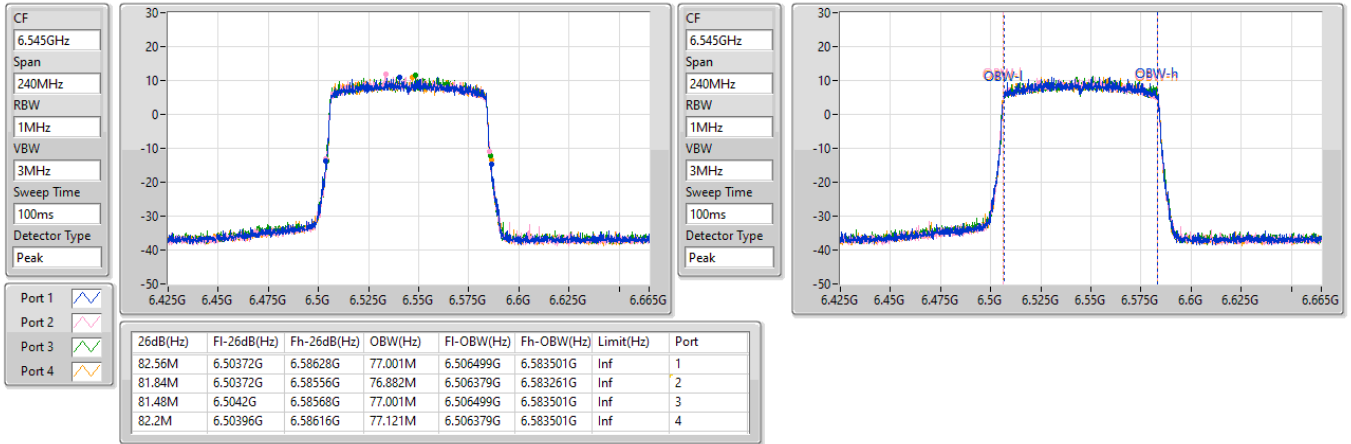 CF
6.545GHz
Span
240MHz
RBW
1MHz
VBW
3MHz
Sweep Time
100ms
Detector Type
Peak
30
20
10
0
-10
-20
-30
-40
-50
6.425G 6.45G 6.475G 6.5G 6.525G 6.55G 6.575G 6.6G 6.625G 6.665G
CF
6.545GHz
Span
240MHz
RBW
1MHz
VBW
3MHz
Sweep Time
100ms
Detector Type
Peak
30
20
10
0
-10
-20
-30
-40
-50
OBW-l OBW-h
6.425G 6.45G 6.475G 6.5G 6.525G 6.55G 6.575G 6.6G 6.625G 6.665G
Port 1
Port 2
Port 3
Port 4
26dB(Hz) Fl-26dB(Hz) Fh-26dB(Hz) OBW(Hz) Fl-OBW(Hz) Fh-OBW(Hz) Limit(Hz) Port
82.56M 6.50372G 6.58628G 77.001M 6.506499G 6.583501G Inf 1
81.84M 6.50372G 6.58556G 76.882M 6.506379G 6.583261G Inf 2
81.48M 6.5042G 6.58568G 77.001M 6.506499G 6.583501G Inf 3
82.2M 6.50396G 6.58616G 77.121M 6.506379G 6.583501G Inf 4